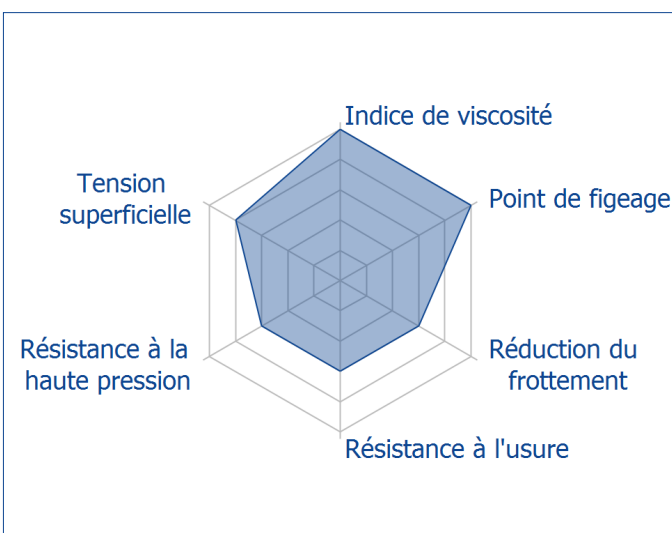 Indice de viscosité
Tension
superficielle
Point de figeage
Résistance à la
haute pression
Réduction du
frottement
Résistance à l'usure